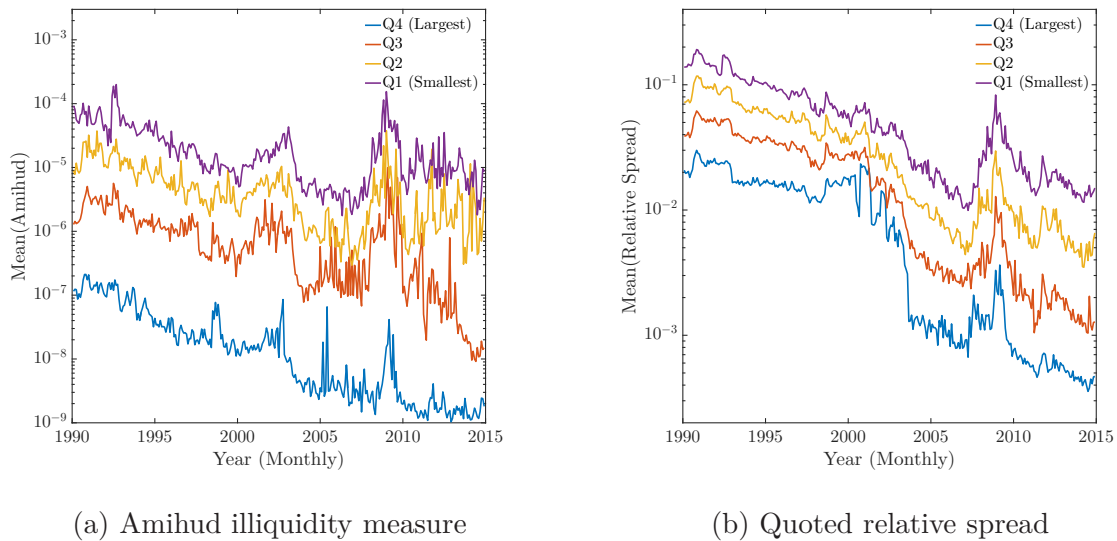 Q4 (Largest)
Q3
Q2
Q1 (Smallest)
10⁻³
10⁻⁴
10⁻⁵
10⁻⁶
10⁻⁷
10⁻⁸
10⁻⁹
Mean(Amihud)
1990 1995 2000 2005 2010 2015
Year (Monthly)
(a) Amihud illiquidity measure
Q4 (Largest)
Q3
Q2
Q1 (Smallest)
10⁻¹
10⁻²
10⁻³
Mean(Relative Spread)
1990 1995 2000 2005 2010 2015
Year (Monthly)
(b) Quoted relative spread